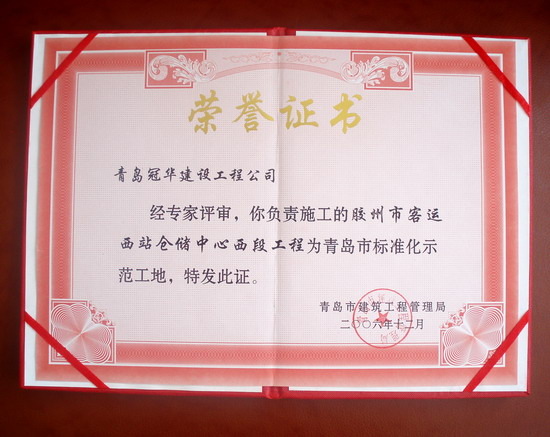 荣誉证书
青岛冠华建设工程公司
经专家评审，你负责施工的胶州市客运
西站仓储中心西段工程为青岛市标准化示
范工地，特发此证。
青岛市建筑工程管理局
二〇〇六年十二月